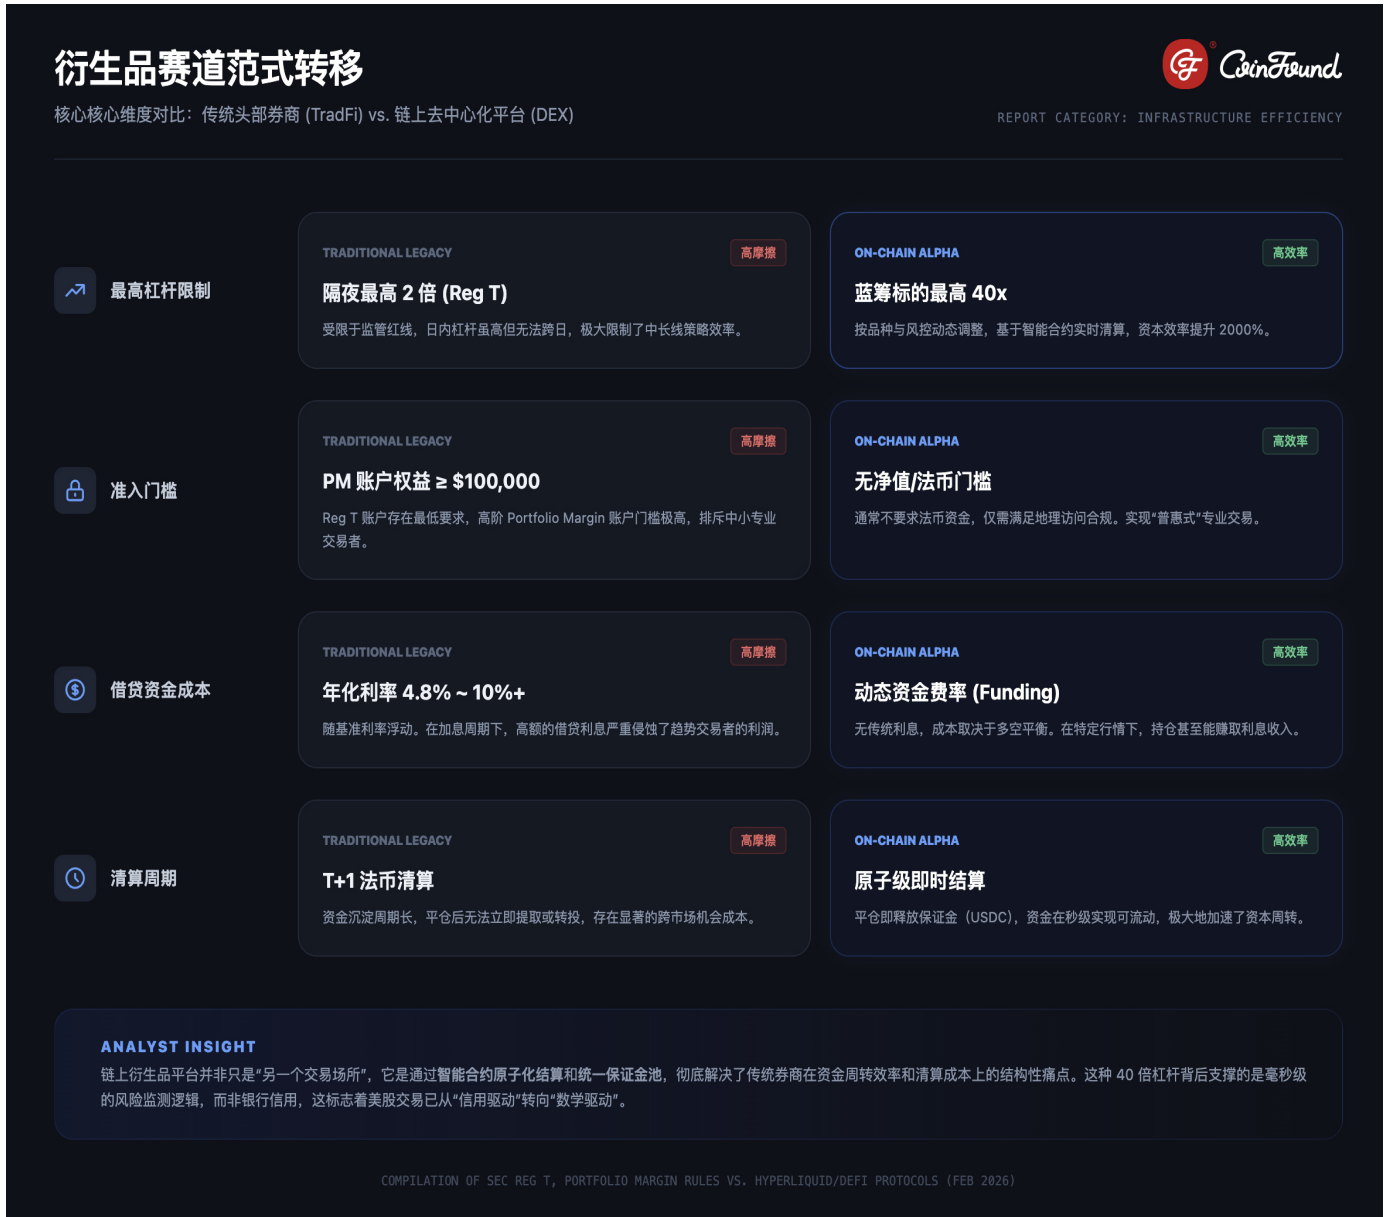 衍生品赛道范式转移
CoinFound
®
核心核心维度对比：传统头部券商 (TradFi) vs. 链上去中心化平台 (DEX)
REPORT CATEGORY: INFRASTRUCTURE EFFICIENCY
最高杠杆限制
TRADITIONAL LEGACY
高摩擦
隔夜最高 2 倍 (Reg T)
受限于监管红线，日内杠杆虽高但无法跨日，极大限制了中长线策略效率。
ON-CHAIN ALPHA
高效率
蓝筹标的最高 40x
按品种与风控动态调整，基于智能合约实时清算，资本效率提升 2000%。
准入门槛
TRADITIONAL LEGACY
高摩擦
PM 账户权益 ≥ $100,000
Reg T 账户存在最低要求，高阶 Portfolio Margin 账户门槛极高，排斥中小专业
交易者。
ON-CHAIN ALPHA
高效率
无净值/法币门槛
通常不要求法币资金，仅需满足地理访问合规。实现“普惠式”专业交易。
借贷资金成本
TRADITIONAL LEGACY
高摩擦
年化利率 4.8% ~ 10%+
随基准利率浮动。在加息周期下，高额的借贷利息严重侵蚀了趋势交易者的利润。
ON-CHAIN ALPHA
高效率
动态资金费率 (Funding)
无传统利息，成本取决于多空平衡。在特定行情下，持仓甚至能赚取利息收入。
清算周期
TRADITIONAL LEGACY
高摩擦
T+1 法币清算
资金沉淀周期长，平仓后无法立即提取或转投，存在显著的跨市场机会成本。
ON-CHAIN ALPHA
高效率
原子级即时结算
平仓即释放保证金（USDC），资金在秒级实现可流动，极大地加速了资本周转。
ANALYST INSIGHT
链上衍生品平台并非只是“另一个交易场所”，它是通过智能合约原子化结算和统一保证金池，彻底解决了传统券商在资金周转效率和清算成本上的结构性痛点。这种 40 倍杠杆背后支撑的是毫秒级
的风险监测逻辑，而非银行信用，这标志着美股交易已从“信用驱动”转向“数学驱动”。
COMPILATION OF SEC REG T, PORTFOLIO MARGIN RULES VS. HYPERLIQUID/DEFI PROTOCOLS (FEB 2026)